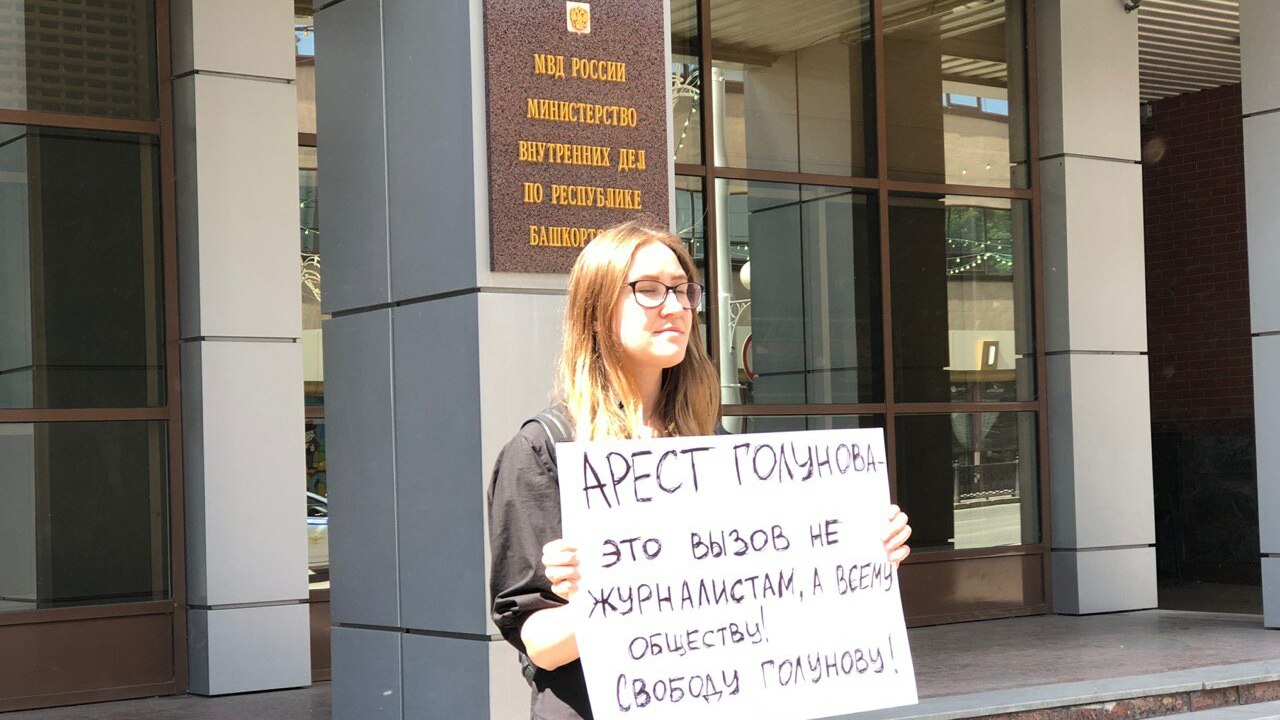 МВД РОССИИ
МИНИСТЕРСТВО
ВНУТРЕННИХ ДЕЛ
ПО РЕСПУБЛИКЕ
АРЕСТ ГОЛУНОВА-
ЭТО ВЫЗОВ НЕ
ЖУРНАЛИСТАМ, А ВСЕМУ
ОБЩЕСТВУ!
СВОБОДУ ГОЛУНОВУ!